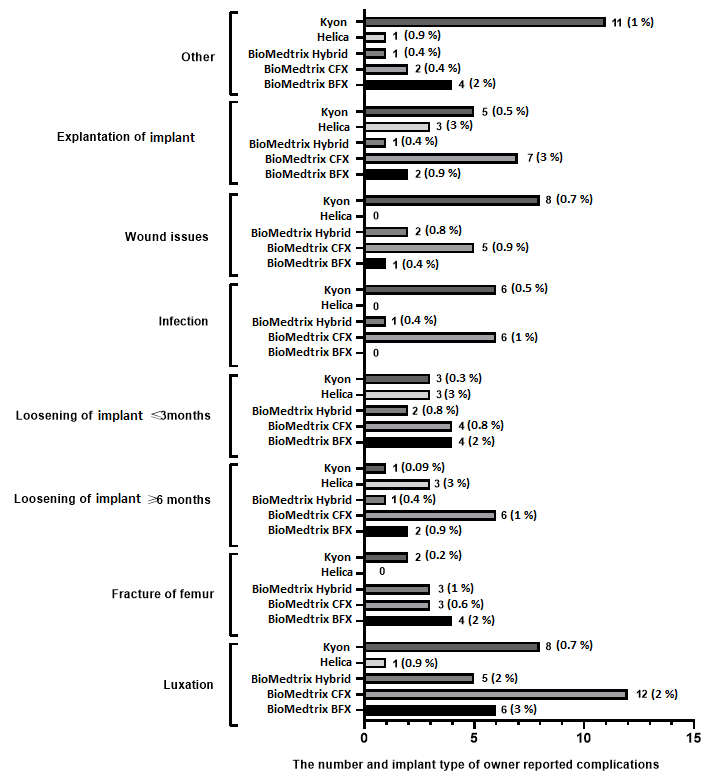 Other
Kyon 11 (1 %)
Helica 1 (0.9 %)
BioMedtrix Hybrid 1 (0.4 %)
BioMedtrix CFX 2 (0.4 %)
BioMedtrix BFX 4 (2 %)
Explantation of implant
Kyon 5 (0.5 %)
Helica 3 (3 %)
BioMedtrix Hybrid 1 (0.4 %)
BioMedtrix CFX 7 (3 %)
BioMedtrix BFX 2 (0.9 %)
Wound issues
Kyon 8 (0.7 %)
Helica 0
BioMedtrix Hybrid 2 (0.8 %)
BioMedtrix CFX 5 (0.9 %)
BioMedtrix BFX 1 (0.4 %)
Infection
Kyon 6 (0.5 %)
Helica 0
BioMedtrix Hybrid 1 (0.4 %)
BioMedtrix CFX 6 (1 %)
BioMedtrix BFX 0
Loosening of implant ≤3months
Kyon 3 (0.3 %)
Helica 3 (3 %)
BioMedtrix Hybrid 2 (0.8 %)
BioMedtrix CFX 4 (0.8 %)
BioMedtrix BFX 4 (2 %)
Loosening of implant ≥6 months
Kyon 1 (0.09 %)
Helica 3 (3 %)
BioMedtrix Hybrid 1 (0.4 %)
BioMedtrix CFX 6 (1 %)
BioMedtrix BFX 2 (0.9 %)
Fracture of femur
Kyon 2 (0.2 %)
Helica 0
BioMedtrix Hybrid 3 (1 %)
BioMedtrix CFX 3 (0.6 %)
BioMedtrix BFX 4 (2 %)
Luxation
Kyon 8 (0.7 %)
Helica 1 (0.9 %)
BioMedtrix Hybrid 5 (2 %)
BioMedtrix CFX 12 (2 %)
BioMedtrix BFX 6 (3 %)
0 5 10 15
The number and implant type of owner reported complications